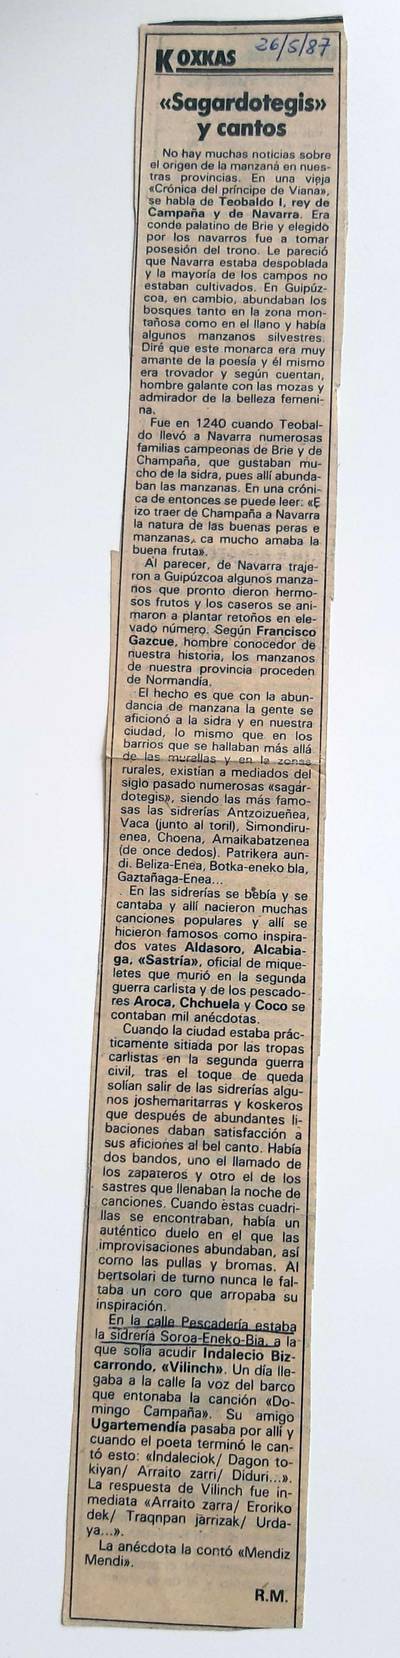 KOXKAS
26/5/87
«Sagardotegis»
y cantos
No hay muchas noticias sobre
el origen de la manzana en nues-
tras provincias. En una vieja
«Crónica del príncipe de Viana»,
se habla de Teobaldo I, rey de
Campaña y de Navarra. Era
conde palatino de Brie y elegido
por los navarros fue a tomar
posesión del trono. Le pareció
que Navarra estaba despoblada
y la mayoría de los campos no
estaban cultivados. En Guipúz-
coa, en cambio, abundaban los
bosques tanto en la zona mon-
tañosa como en el llano y había
algunos manzanos silvestres.
Diré que este monarca era muy
amante de la poesía y él mismo
era trovador y según cuentan,
hombre galante con las mozas y
admirador de la belleza femeni-
na.
Fue en 1240 cuando Teobal-
do llevó a Navarra numerosas
familias campeonas de Brie y de
Champaña, que gustaban mu-
cho de la sidra, pues allí abunda-
ban las manzanas. En una cróni-
ca de entonces se puede leer: «E
izo traer de Champaña a Navarra
la natura de las buenas peras e
manzanas, ca mucho amaba la
buena fruta».
Al parecer, de Navarra traje-
ron a Guipúzcoa algunos manza-
nos que pronto dieron hermo-
sos frutos y los caseros se ani-
maron a plantar retoños en ele-
vado número. Según Francisco
Gazcue, hombre conocedor de
nuestra historia, los manzanos
de nuestra provincia proceden
de Normandía.
El hecho es que con la abun-
dancia de manzana la gente se
aficionó a la sidra y en nuestra
ciudad, lo mismo que en los
barrios que se hallaban más allá
de las murallas y en la zonas
rurales, existían a mediados del
siglo pasado numerosas «sagar-
dotegis», siendo las más famo-
sas las sidrerías Antzoizueñea,
Vaca (junto al toril), Simondiru-
enea, Choena, Amaikabatzenea
(de once dedos). Patrikera aun-
di. Beliza-Enea, Botka-eneko bla,
Gaztañaga-Enea...
En las sidrerías se bebía y se
cantaba y allí nacieron muchas
canciones populares y allí se
hicieron famosos como inspira-
dos vates Aldasoro, Alcabia-
ga, «Sastría», oficial de mique-
letes que murió en la segunda
guerra carlista y de los pescado-
res Aroca, Chchuela y Coco se
contaban mil anécdotas.
Cuando la ciudad estaba prác-
ticamente sitiada por las tropas
carlistas en la segunda guerra
civil, tras el toque de queda
solían salir de las sidrerías algu-
nos joshemaritarras y koskeros
que después de abundantes li-
baciones daban satisfacción a
sus aficiones al bel canto. Había
dos bandos, uno el llamado de
los zapateros y otro el de los
sastres que llenaban la noche de
canciones. Cuando estas cuadri-
llas se encontraban, había un
auténtico duelo en el que las
improvisaciones abundaban, así
como las pullas y bromas. Al
bertsolari de turno nunca le fal-
taba un coro que arropaba su
inspiración.
En la calle Pescadería estaba
la sidrería Soroa-Eneko-Bia, a la
que solía acudir Indalecio Biz-
carrondo, «Vilinch». Un día lle-
gaba a la calle la voz del barco
que entonaba la canción «Do-
mingo Campaña». Su amigo
Ugartemendía pasaba por allí y
cuando el poeta terminó le can-
tó esto: «Indaleciok/ Dagon to-
kiyan/ Arraito zarri/ Diduri...».
La respuesta de Vilinch fue in-
mediata «Arraito zarra/ Eroriko
dek/ Traqnpan jarrizak/ Urda-
ya...».
La anécdota la contó «Mendiz
Mendi».
R.M.